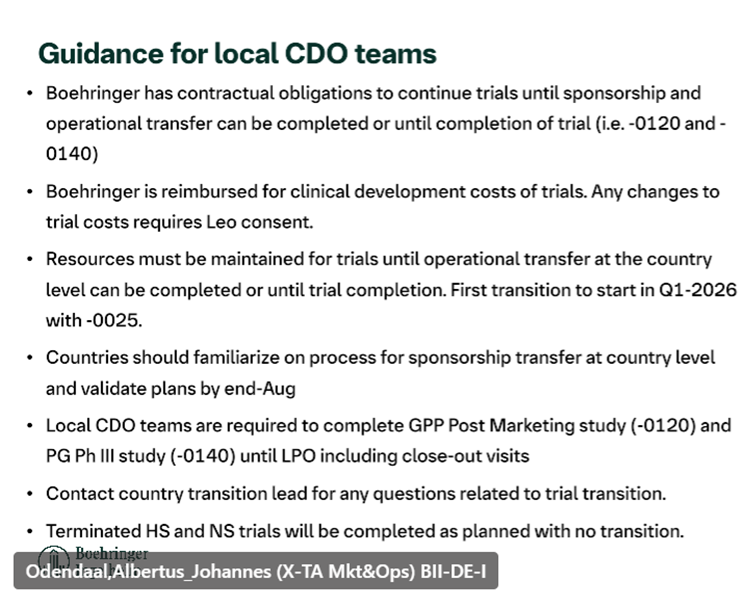 Guidance for local CDO teams
• Boehringer has contractual obligations to continue trials until sponsorship and
operational transfer can be completed or until completion of trial (i.e. -0120 and -
0140)
• Boehringer is reimbursed for clinical development costs of trials. Any changes to
trial costs requires Leo consent.
• Resources must be maintained for trials until operational transfer at the country
level can be completed or until trial completion. First transition to start in Q1-2026
with -0025.
• Countries should familiarize on process for sponsorship transfer at country level
and validate plans by end-Aug
• Local CDO teams are required to complete GPP Post Marketing study (-0120) and
PG Ph III study (-0140) until LPO including close-out visits
• Contact country transition lead for any questions related to trial transition.
• Terminated HS and NS trials will be completed as planned with no transition.
Boehringer
Odendaal,Albertus_Johannes (X-TA Mkt&Ops) BII-DE-I